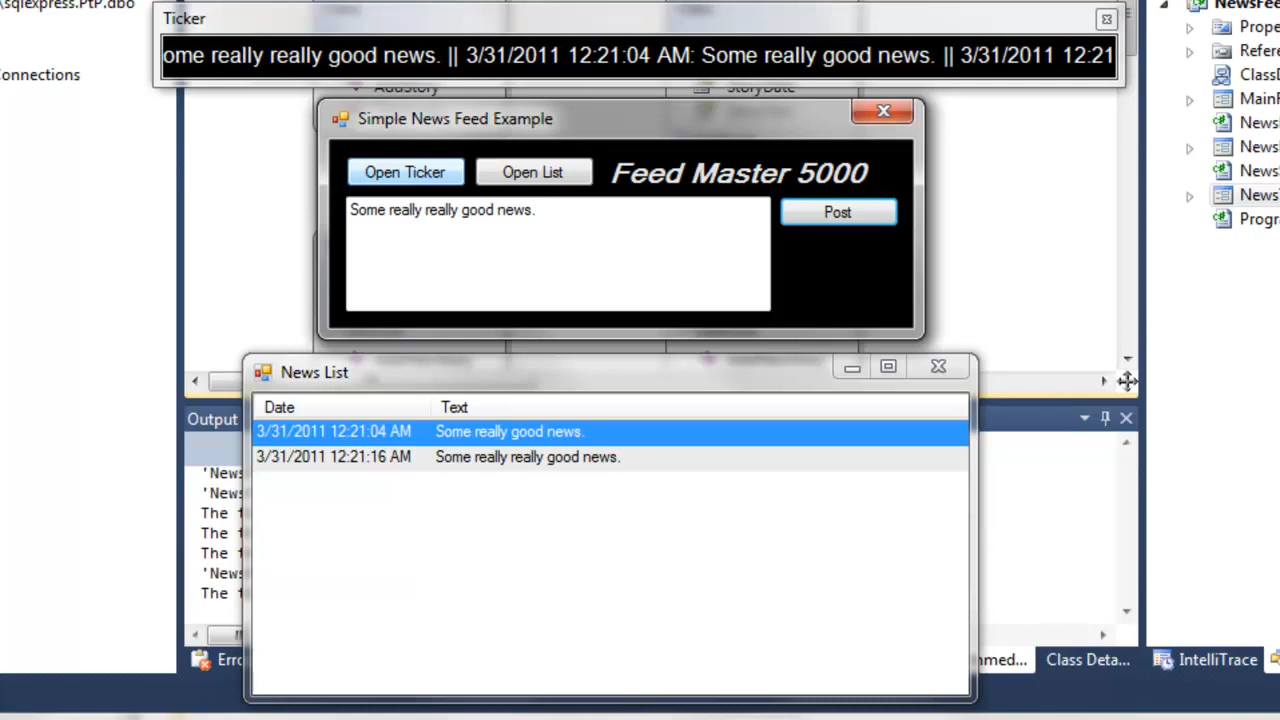 \sqlexpress.PtP.dbo
Connections
Ticker
ome really really good news. || 3/31/2011 12:21:04 AM: Some really good news. || 3/31/2011 12:21
AddStory
StoryDate
Simple News Feed Example
Open Ticker
Open List
Feed Master 5000
Some really really good news.
Post
News List
Date Text
3/31/2011 12:21:04 AM Some really good news.
3/31/2011 12:21:16 AM Some really really good news.
Output
'News
'News
The f
The f
The f
'News
The f
Erro
mmed...
Class Deta...
IntelliTrace
NewsFee
Prope
Refere
ClassD
MainF
News
News
News
News
Progra